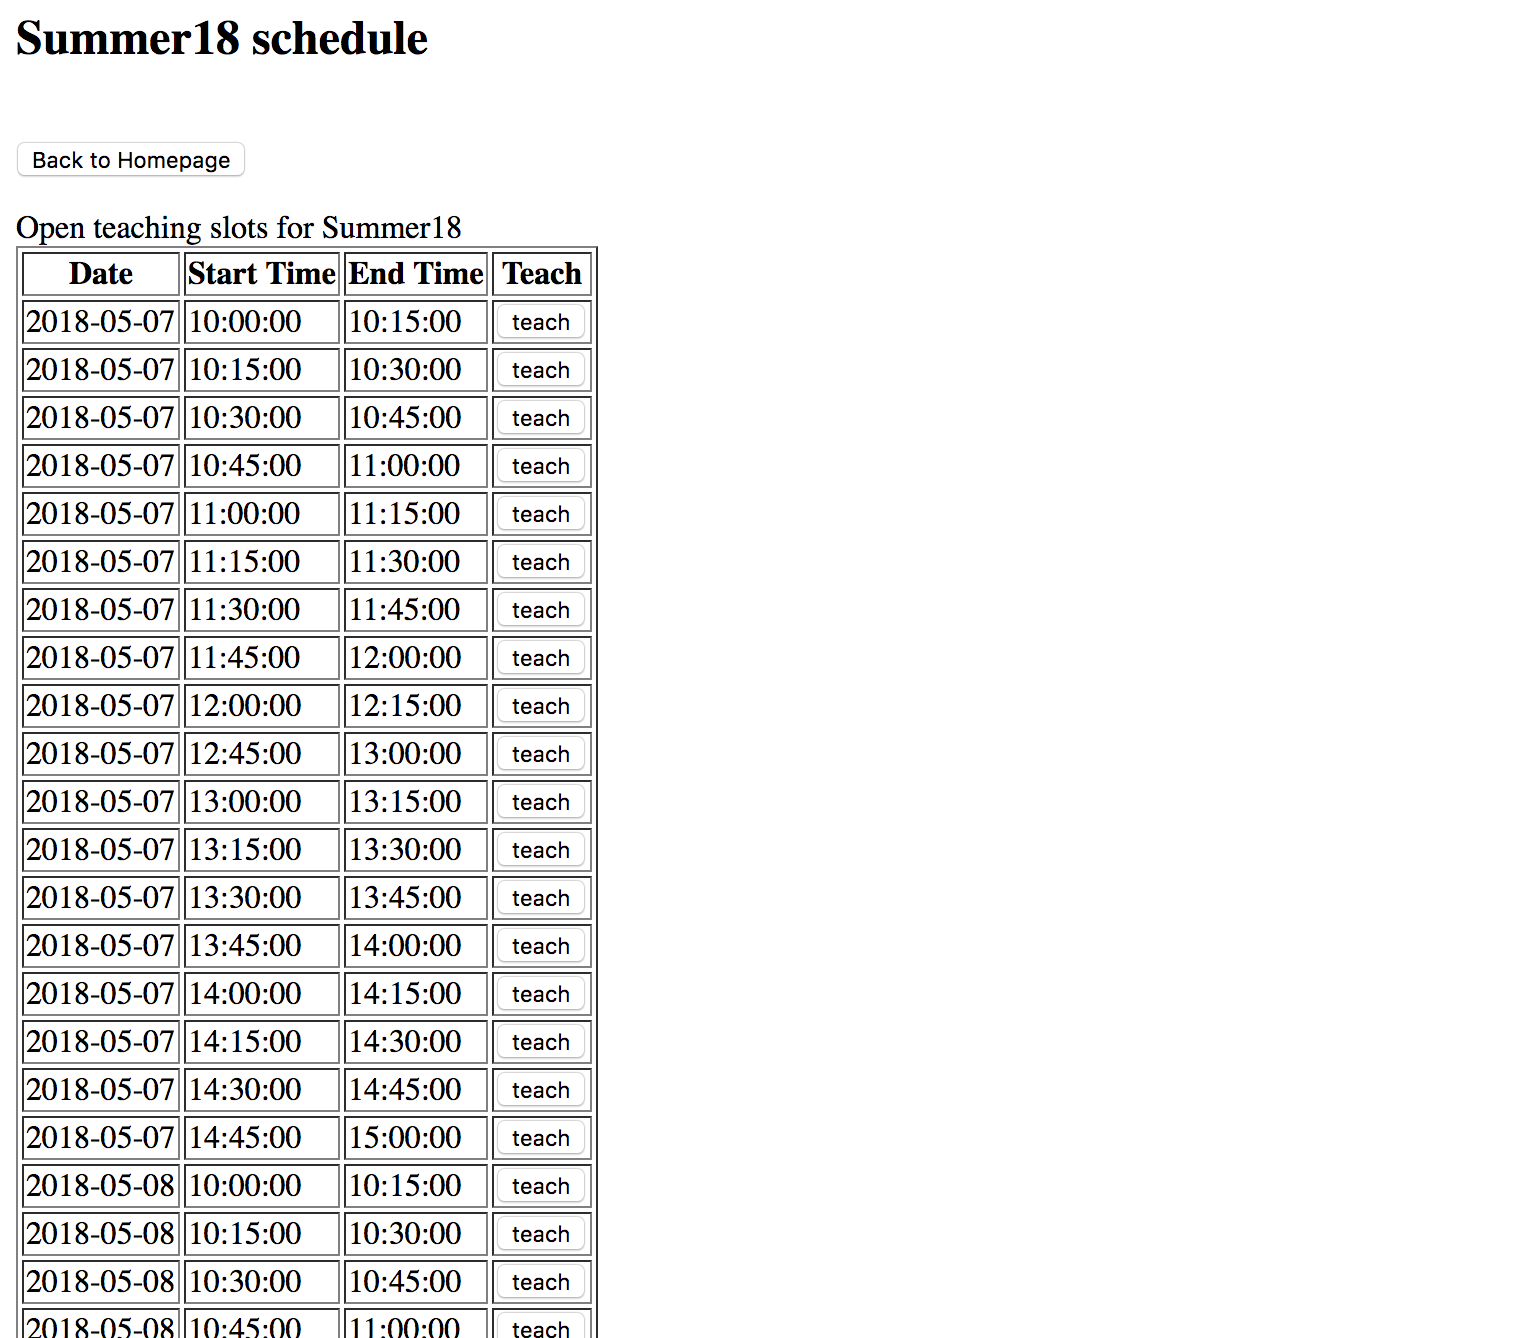 Summer18 schedule
Back to Homepage
Open teaching slots for Summer18
Date Start Time End Time Teach
2018-05-07 10:00:00 10:15:00 teach
2018-05-07 10:15:00 10:30:00 teach
2018-05-07 10:30:00 10:45:00 teach
2018-05-07 10:45:00 11:00:00 teach
2018-05-07 11:00:00 11:15:00 teach
2018-05-07 11:15:00 11:30:00 teach
2018-05-07 11:30:00 11:45:00 teach
2018-05-07 11:45:00 12:00:00 teach
2018-05-07 12:00:00 12:15:00 teach
2018-05-07 12:45:00 13:00:00 teach
2018-05-07 13:00:00 13:15:00 teach
2018-05-07 13:15:00 13:30:00 teach
2018-05-07 13:30:00 13:45:00 teach
2018-05-07 13:45:00 14:00:00 teach
2018-05-07 14:00:00 14:15:00 teach
2018-05-07 14:15:00 14:30:00 teach
2018-05-07 14:30:00 14:45:00 teach
2018-05-07 14:45:00 15:00:00 teach
2018-05-08 10:00:00 10:15:00 teach
2018-05-08 10:15:00 10:30:00 teach
2018-05-08 10:30:00 10:45:00 teach
2018-05-08 10:45:00 11:00:00 teach